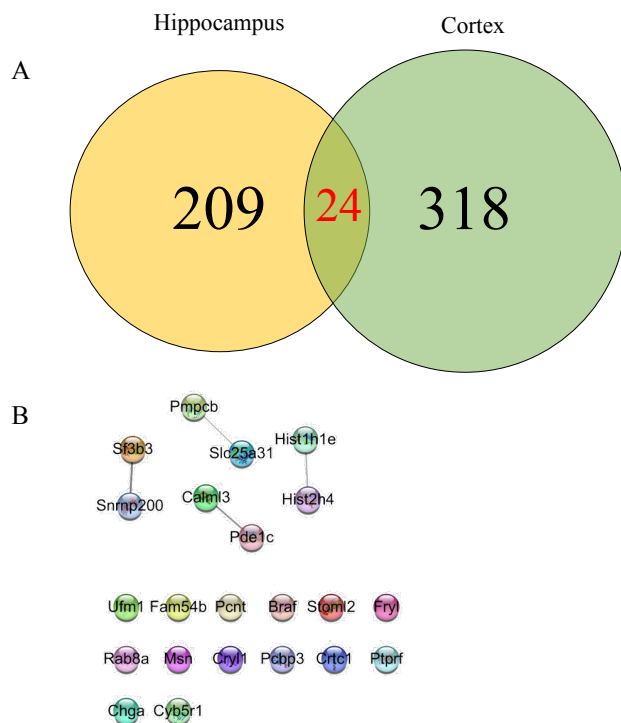 Hippocampus
Cortex
A
209
24
318
B
Pmpcb
Sf3b3
Slc25a31
Hist1h1e
Snrnp200
Calml3
Hist2h4
Pde1c
Ufm1 Fam54b Pcnt Braf Stoml2 Fryl
Rab8a Msn Cryl1 Pcbp3 Crtc1 Ptprf
Chga Cyb5r1